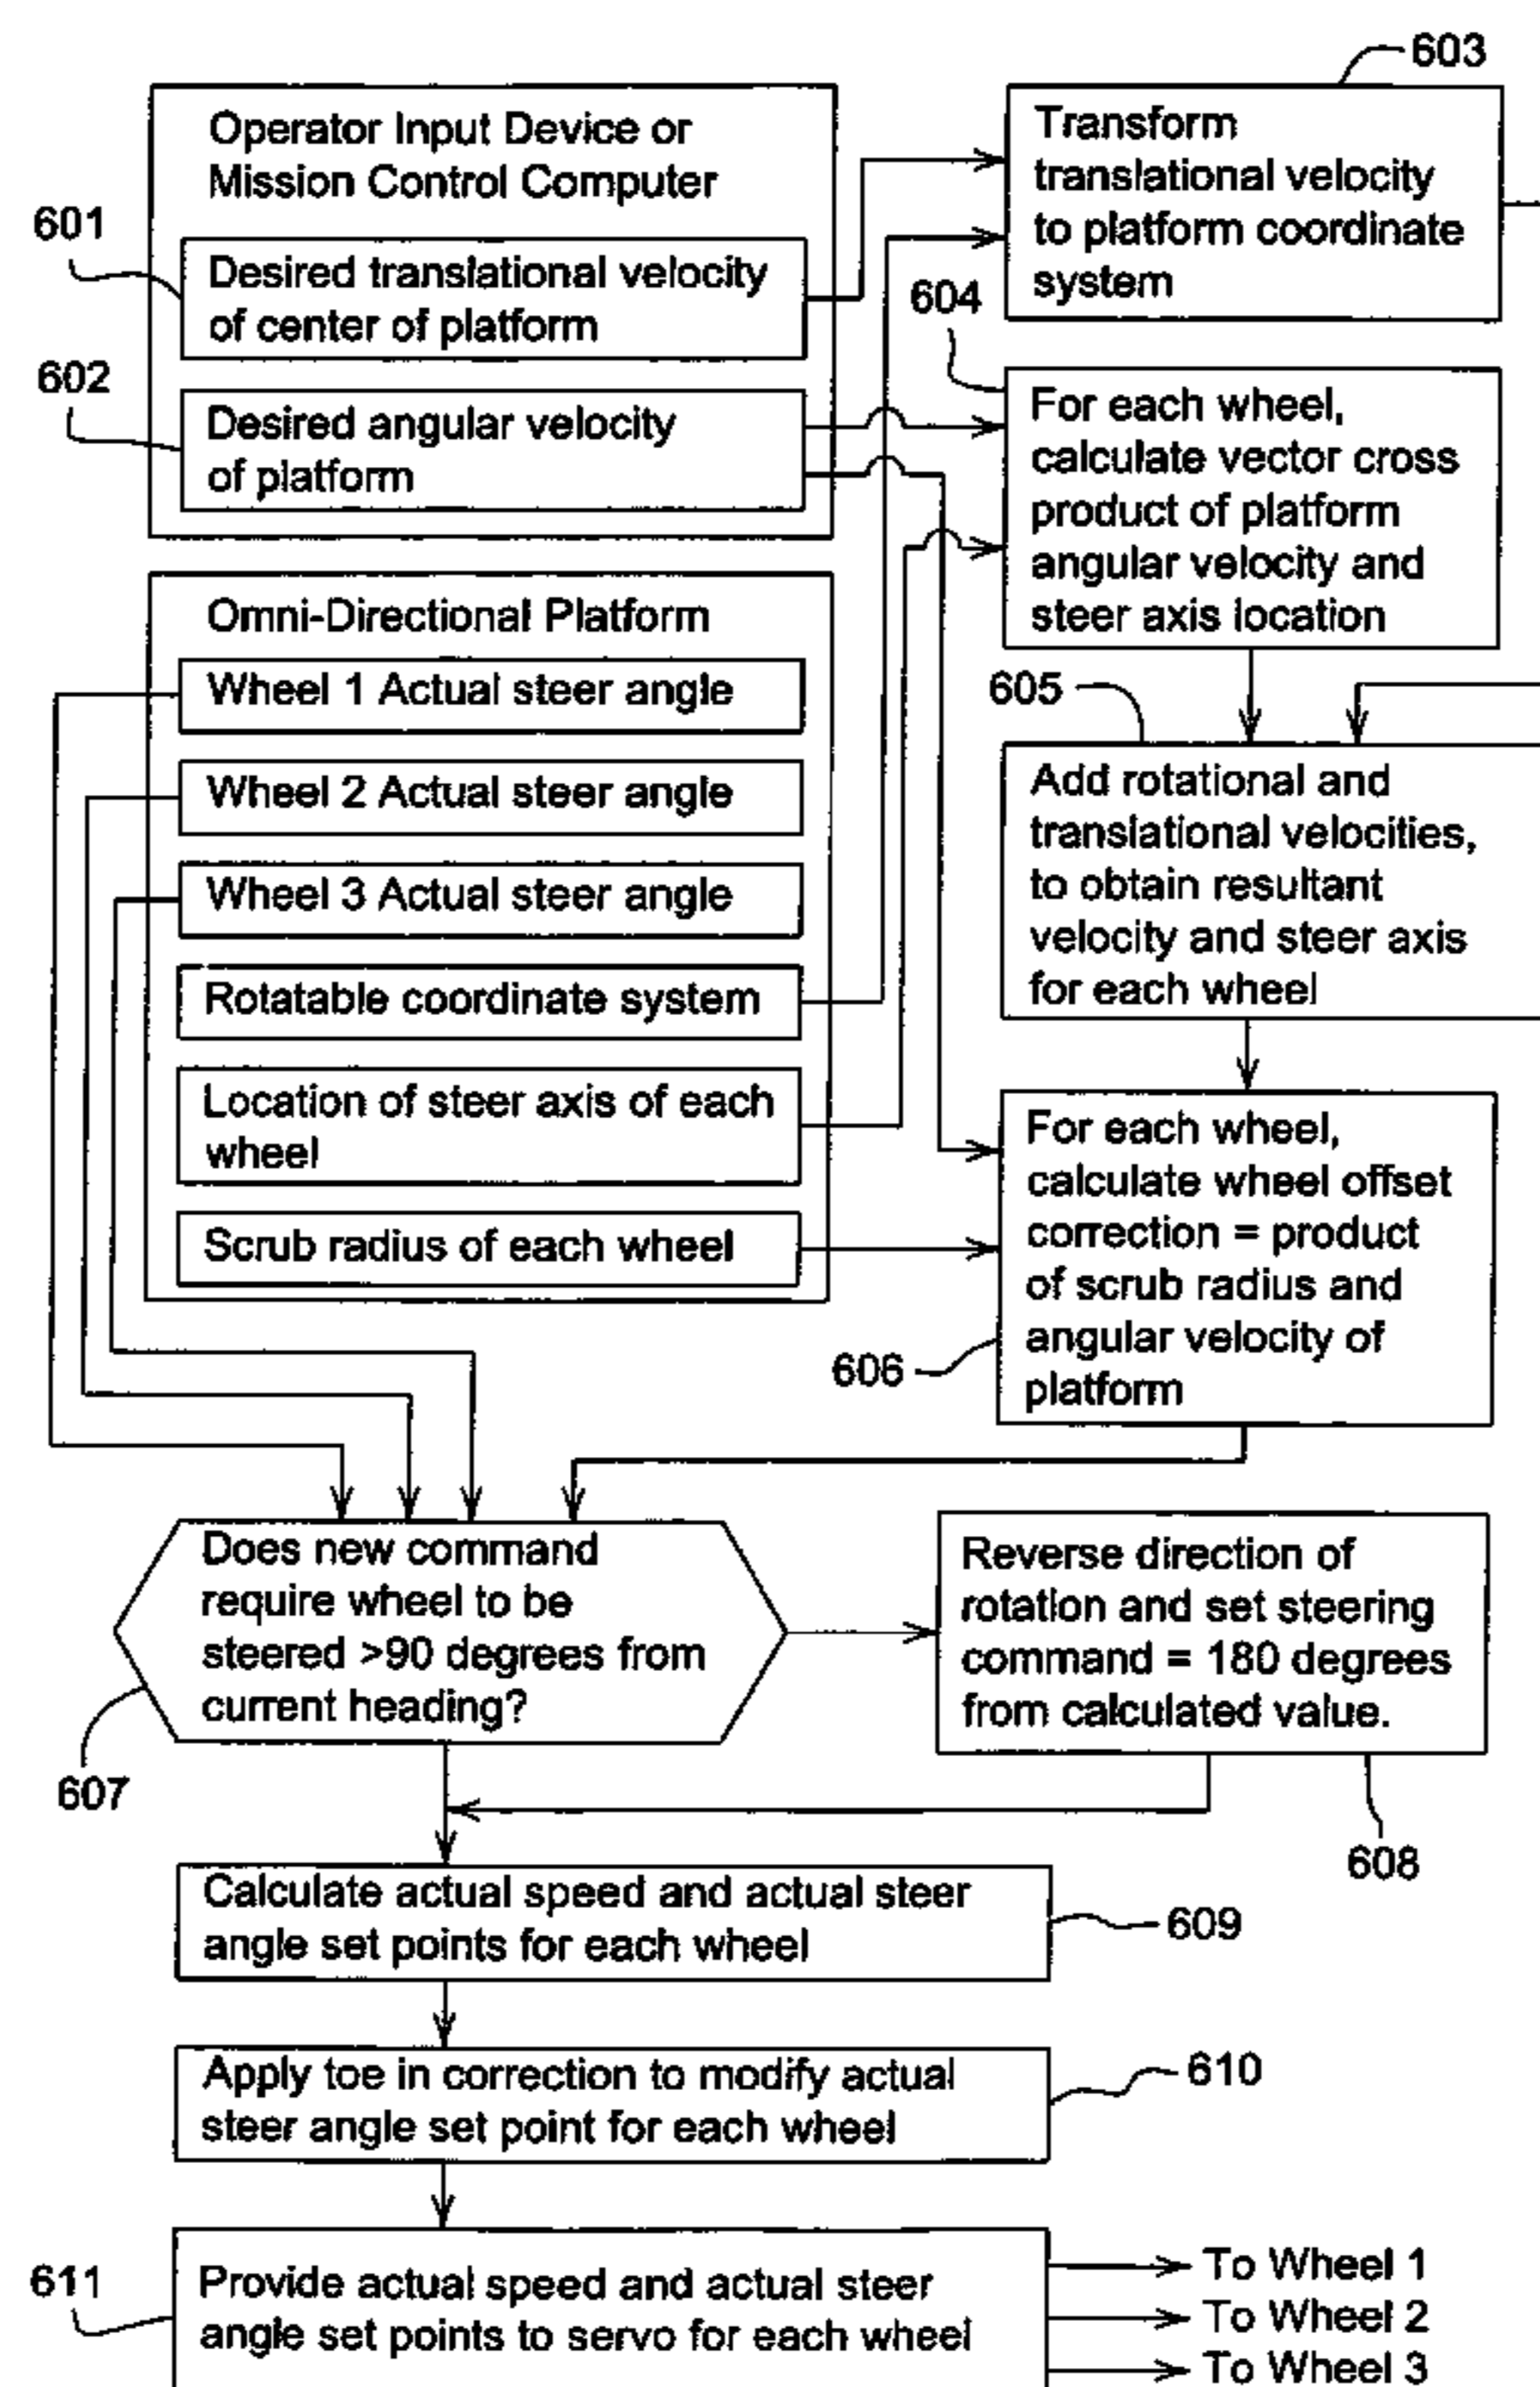 603
Operator Input Device or
Mission Control Computer
601
Desired translational velocity
of center of platform
602
Desired angular velocity
of platform
Transform
translational velocity
to platform coordinate
system
604
For each wheel,
calculate vector cross
product of platform
angular velocity and
steer axis location
Omni-Directional Platform
Wheel 1 Actual steer angle
Wheel 2 Actual steer angle
Wheel 3 Actual steer angle
Rotatable coordinate system
Location of steer axis of each
wheel
Scrub radius of each wheel
605
Add rotational and
translational velocities,
to obtain resultant
velocity and steer axis
for each wheel
For each wheel,
calculate wheel offset
correction = product
of scrub radius and
angular velocity of
platform
606
Does new command
require wheel to be
steered >90 degrees from
current heading?
607
Reverse direction of
rotation and set steering
command = 180 degrees
from calculated value.
608
Calculate actual speed and actual steer
angle set points for each wheel
609
Apply toe in correction to modify actual
steer angle set point for each wheel
610
611
Provide actual speed and actual steer
angle set points to servo for each wheel
To Wheel 1
To Wheel 2
To Wheel 3